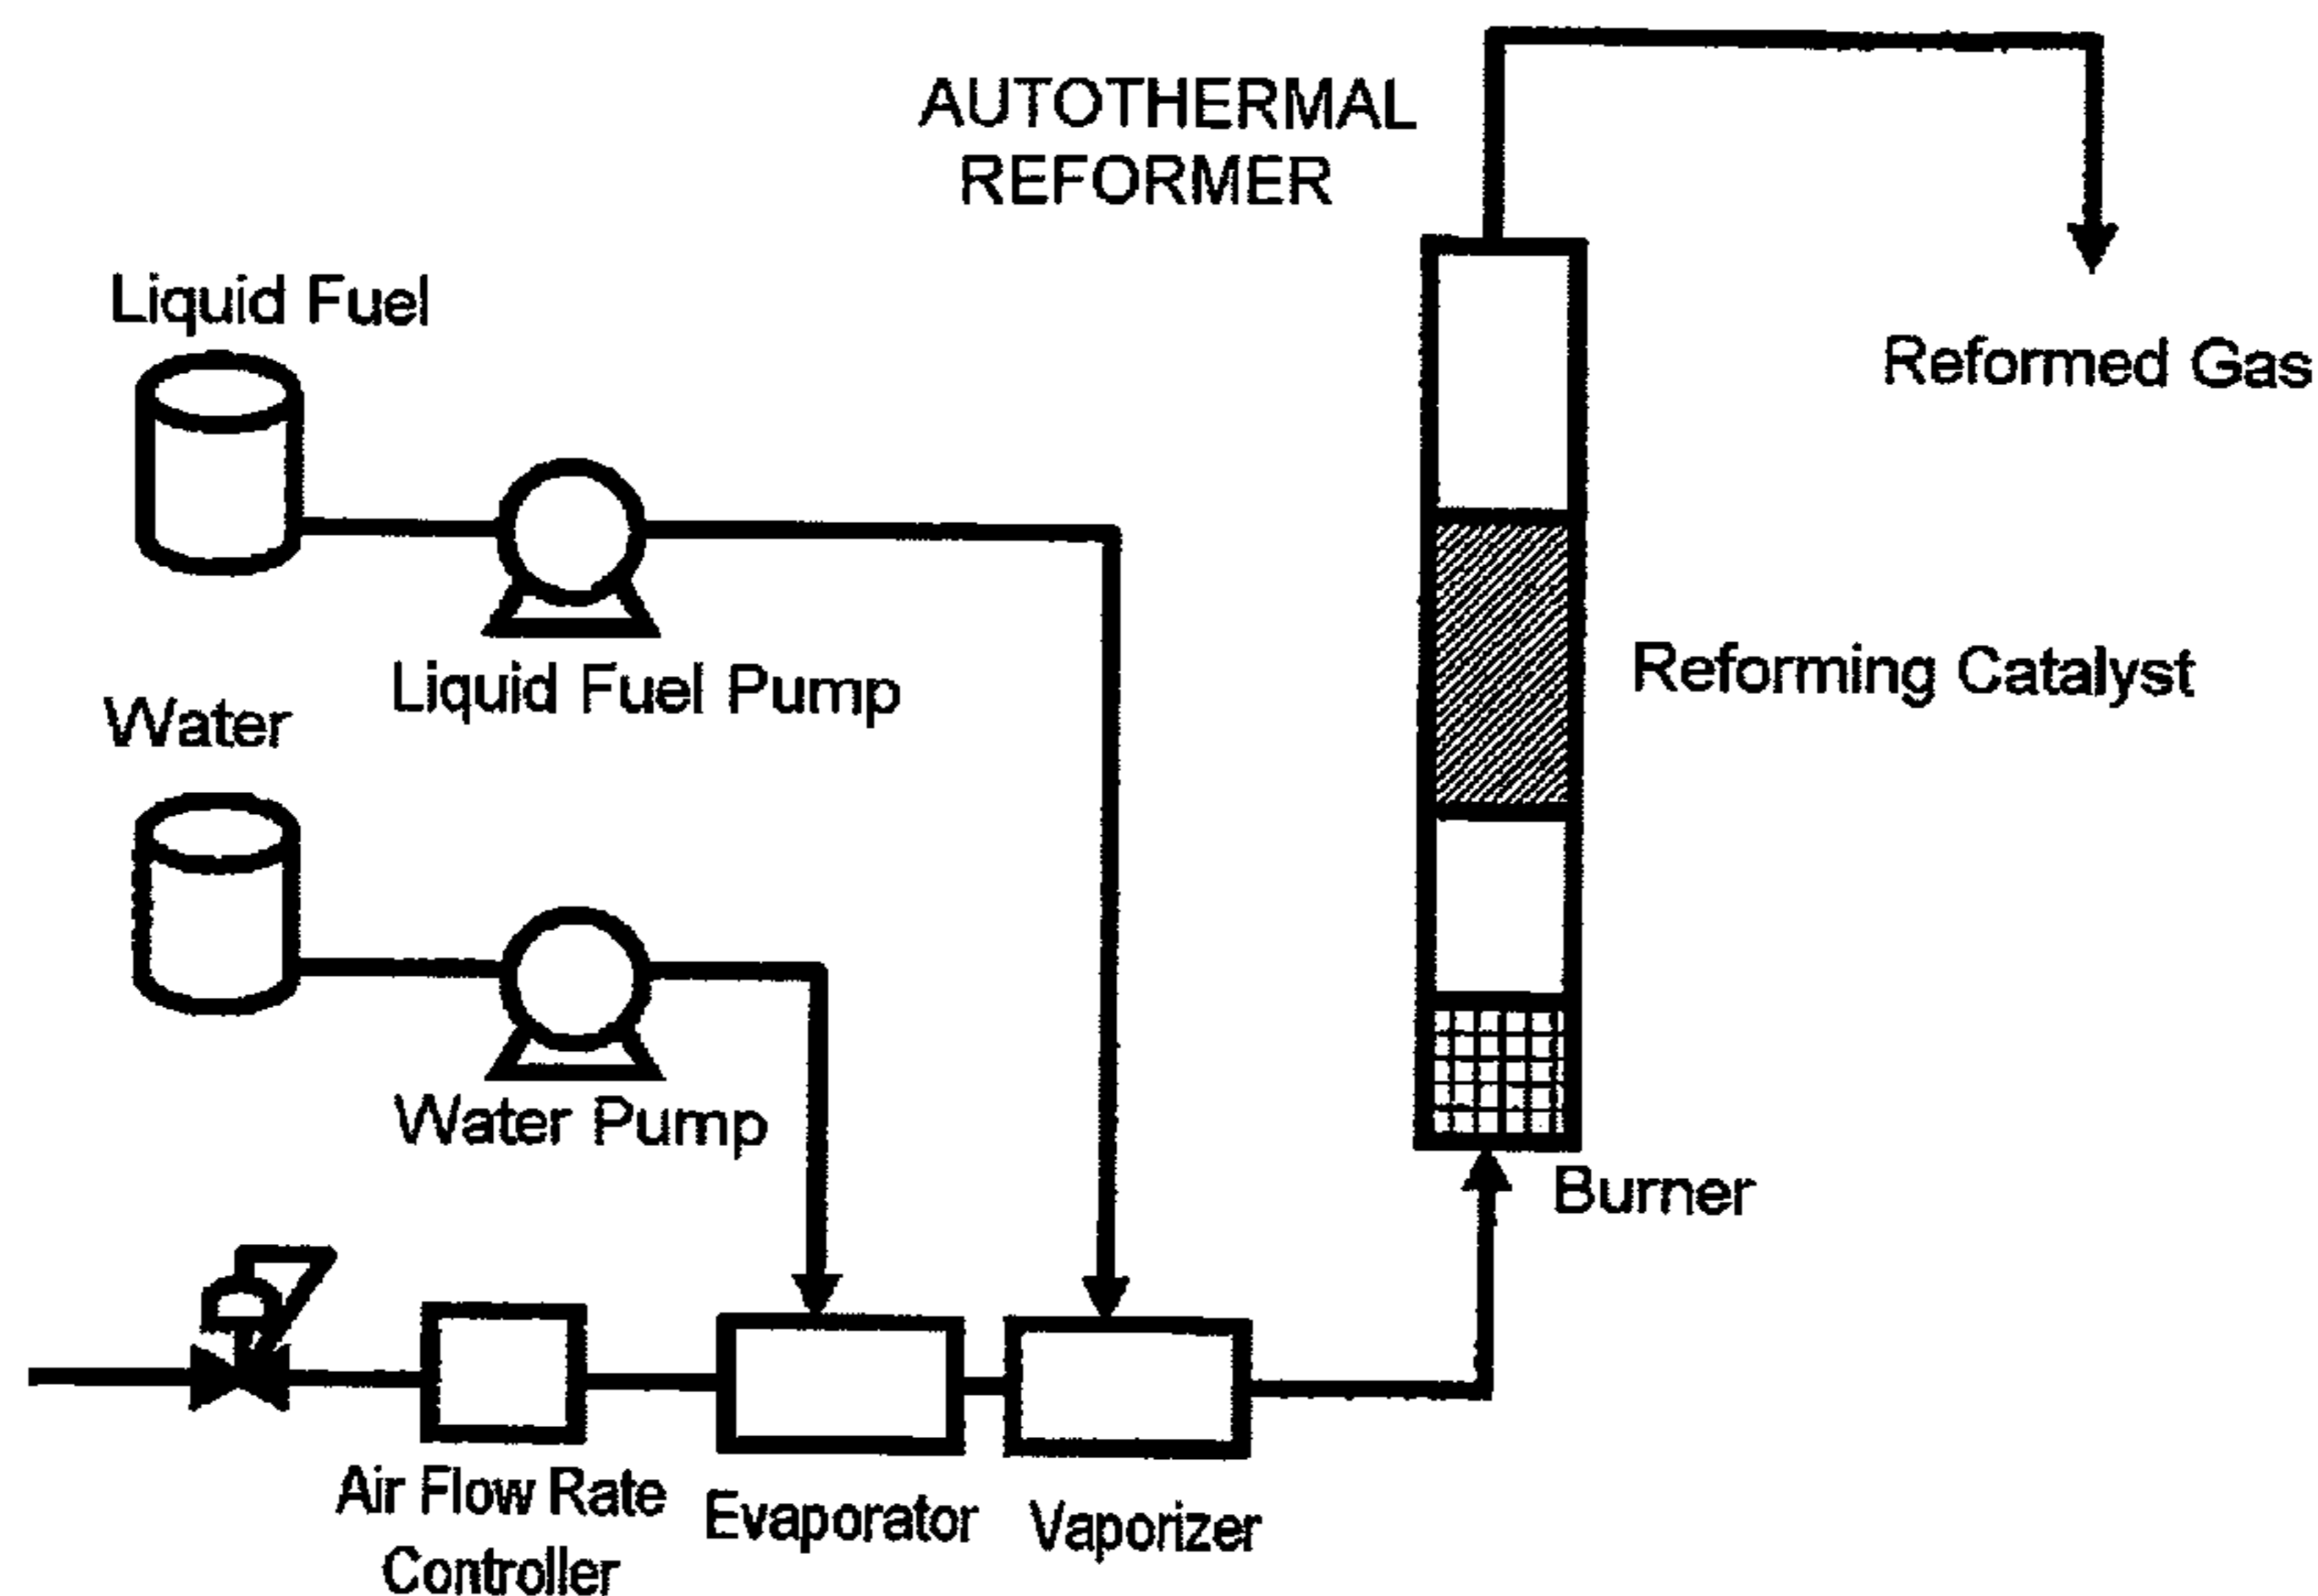 AUTOTHERMAL
REFORMER
Liquid Fuel
Reformed Gas
Liquid Fuel Pump
Reforming Catalyst
Water
Water Pump
Burner
Air Flow Rate
Controller
Evaporator
Vaporizer